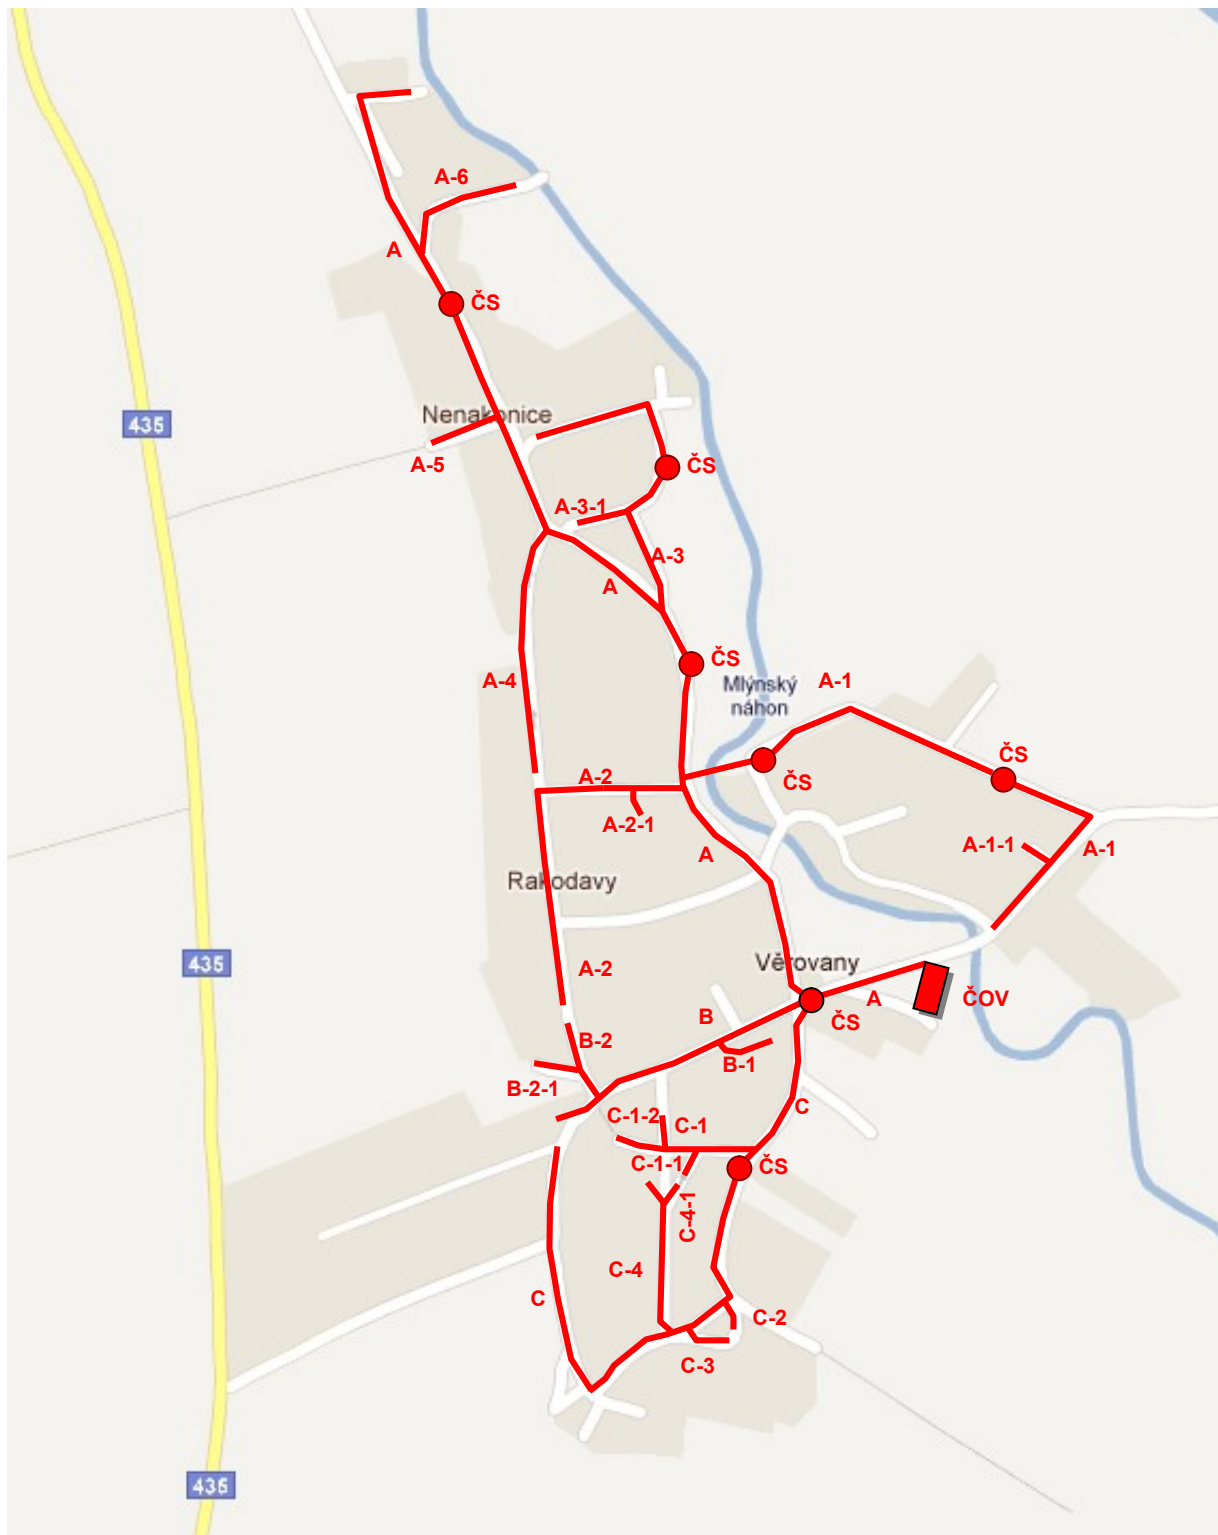 A-6
A
ČS
Nenakonice
435
A-5
ČS
A-3-1
A-3
A
ČS
A-4
Mlýnský
náhon
A-1
ČS
ČS
A-2
A-2-1
A-1-1
A-1
A
Rakodavy
435
A-2
Věrovany
A
ČOV
ČS
B
B-2
B-1
B-2-1
C-1-2
C
C-1
C-1-1
ČS
C-4-1
C-4
C
C-2
C-3
435